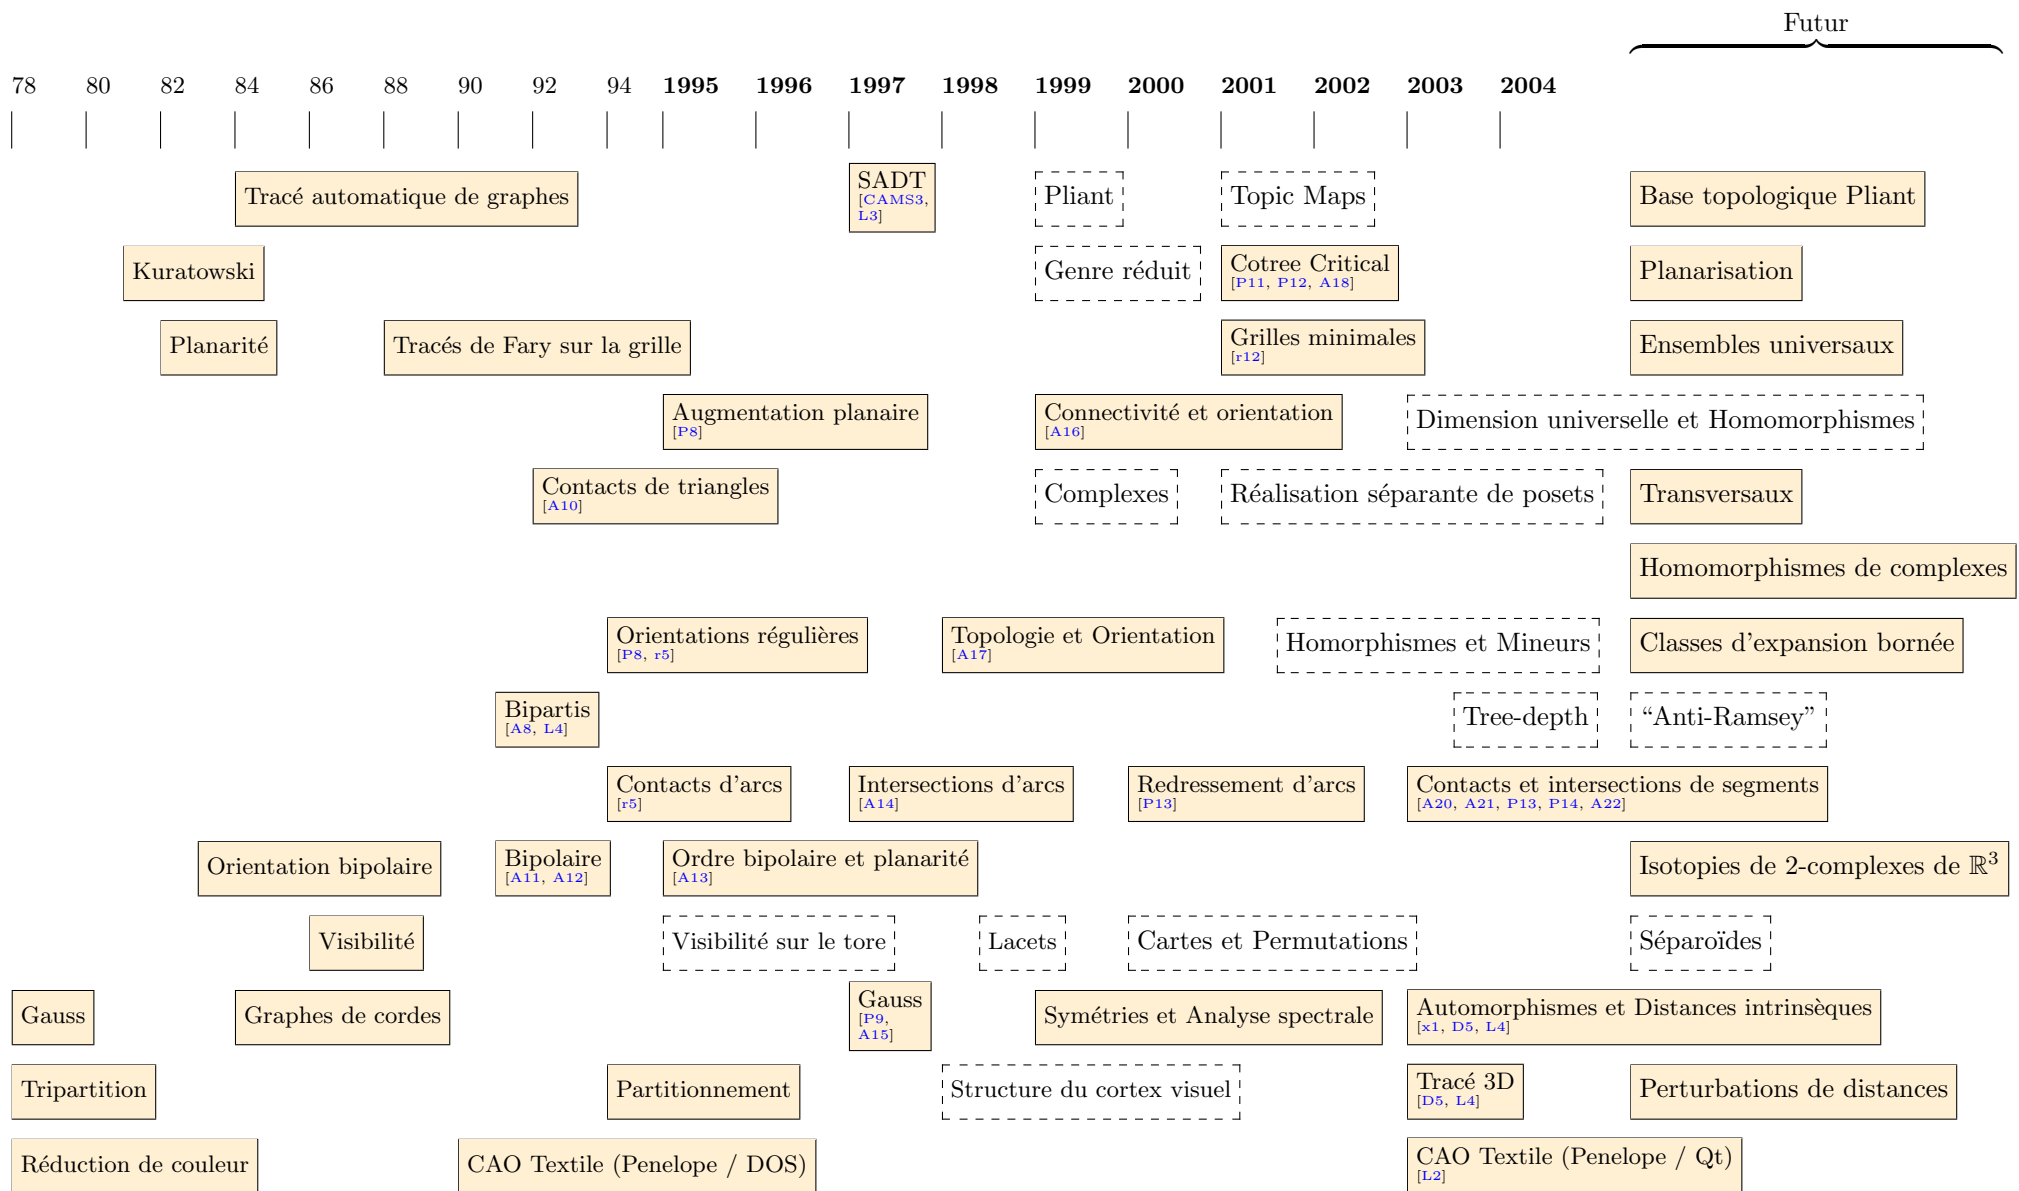 Futur
78 80 82 84 86 88 90 92 94 1995 1996 1997 1998 1999 2000 2001 2002 2003 2004
Tracé automatique de graphes
SADT
[CAMS3,
L3]
Pliant
Topic Maps
Base topologique Pliant
Kuratowski
Genre réduit
Cotree Critical
[P11, P12, A18]
Planarisation
Planarité
Tracés de Fary sur la grille
Grilles minimales
[r12]
Ensembles universaux
Augmentation planaire
[P8]
Connectivité et orientation
[A16]
Dimension universelle et Homomorphismes
Contacts de triangles
[A10]
Complexes
Réalisation séparante de posets
Transversaux
Homomorphismes de complexes
Orientations régulières
[P8, r5]
Topologie et Orientation
[A17]
Homorphismes et Mineurs
Classes d'expansion bornée
Bipartis
[A8, L4]
Tree-depth
“Anti-Ramsey”
Contacts d'arcs
[r5]
Intersections d'arcs
[A14]
Redressement d'arcs
[P13]
Contacts et intersections de segments
[A20, A21, P13, P14, A22]
Orientation bipolaire
Bipolaire
[A11, A12]
Ordre bipolaire et planarité
[A13]
Isotopies de 2-complexes de ℝ³
Visibilité
Visibilité sur le tore
Lacets
Cartes et Permutations
Séparoïdes
Gauss
Graphes de cordes
Gauss
[P9,
A15]
Symétries et Analyse spectrale
Automorphismes et Distances intrinsèques
[x1, D5, L4]
Tripartition
Partitionnement
Structure du cortex visuel
Tracé 3D
[D5, L4]
Perturbations de distances
Réduction de couleur
CAO Textile (Penelope / DOS)
CAO Textile (Penelope / Qt)
[L2]